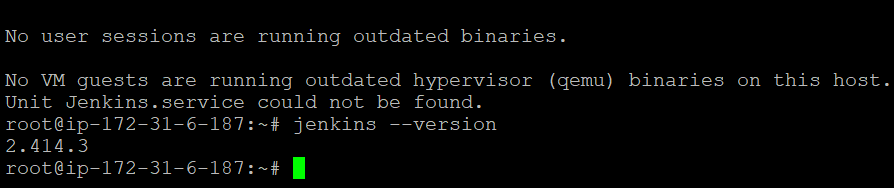 No user sessions are running outdated binaries.
No VM guests are running outdated hypervisor (qemu) binaries on this host.
Unit Jenkins.service could not be found.
root@ip-172-31-6-187:~# jenkins --version
2.414.3
root@ip-172-31-6-187:~#